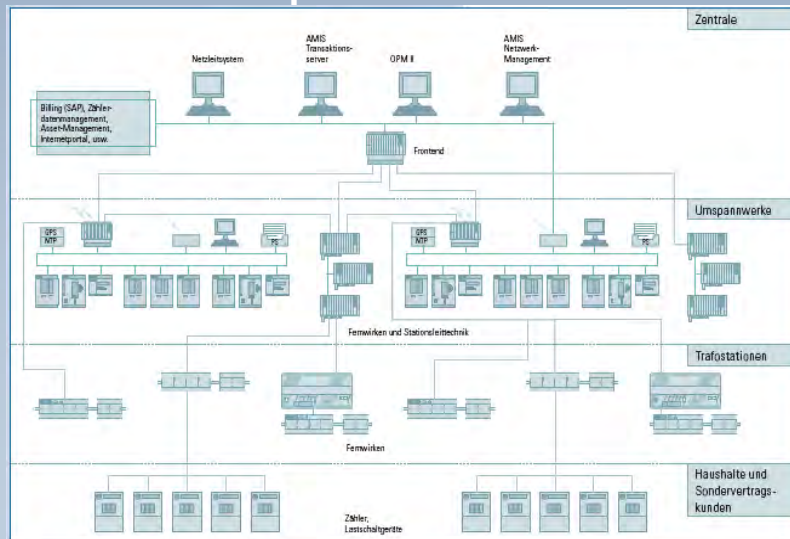 Zentrale
AMIS
Transaktions-
server
AMIS
Netzwerk-
Management
Netzleitsystem
OPM II
Billing (SAP), Zähler-
datenmanagement,
Asset-Management,
Internetportal, usw.
Frontend
Umspannwerke
GPS
NTP
PS
GPS
NTP
PS
Fernwirken und Stationsleittechnik
Trafostationen
Fernwirken
Haushalte und
Sondervertrags-
kunden
Zähler,
Lastschaltgeräte